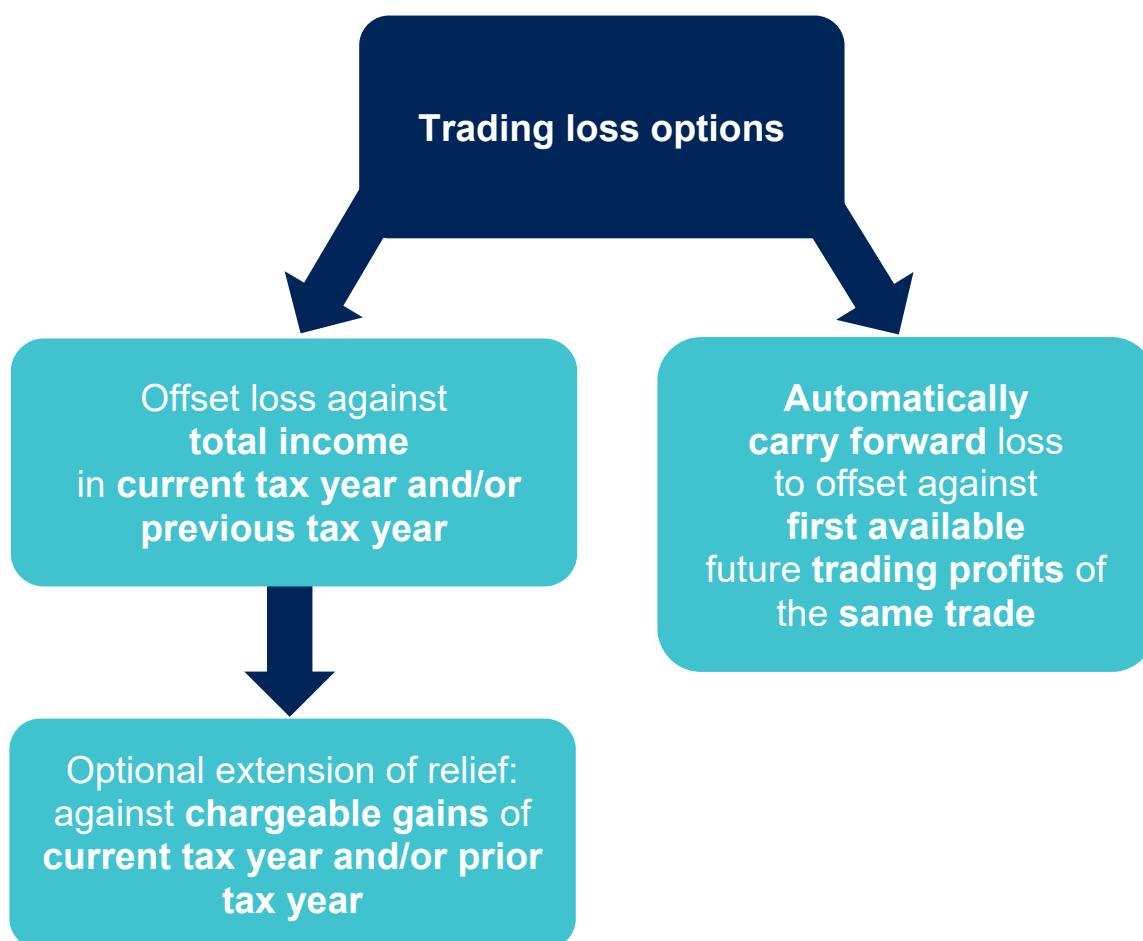 Trading loss options
Offset loss against
total income
in current tax year and/or
previous tax year
Automatically
carry forward loss
to offset against
first available
future trading profits of
the same trade
Optional extension of relief:
against chargeable gains of
current tax year and/or prior
tax year